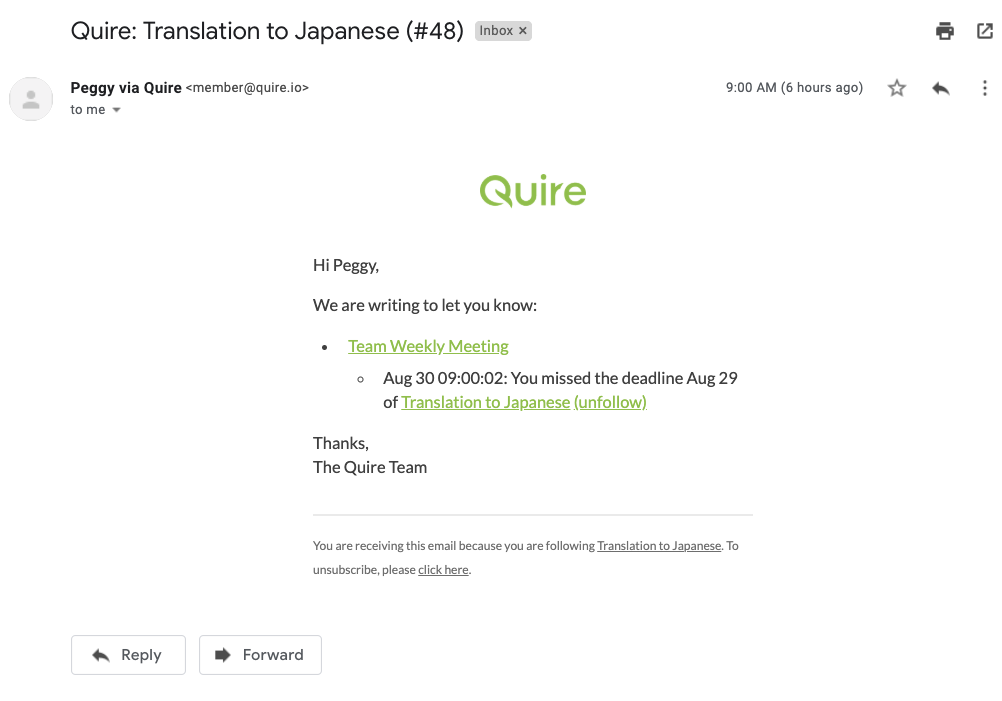 Quire: Translation to Japanese (#48) Inbox ×
Peggy via Quire <member@quire.io> 9:00 AM (6 hours ago)
to me
Quire
Hi Peggy,
We are writing to let you know:
• Team Weekly Meeting
◦ Aug 30 09:00:02: You missed the deadline Aug 29
of Translation to Japanese (unfollow)
Thanks,
The Quire Team
You are receiving this email because you are following Translation to Japanese. To
unsubscribe, please click here.
Reply Forward